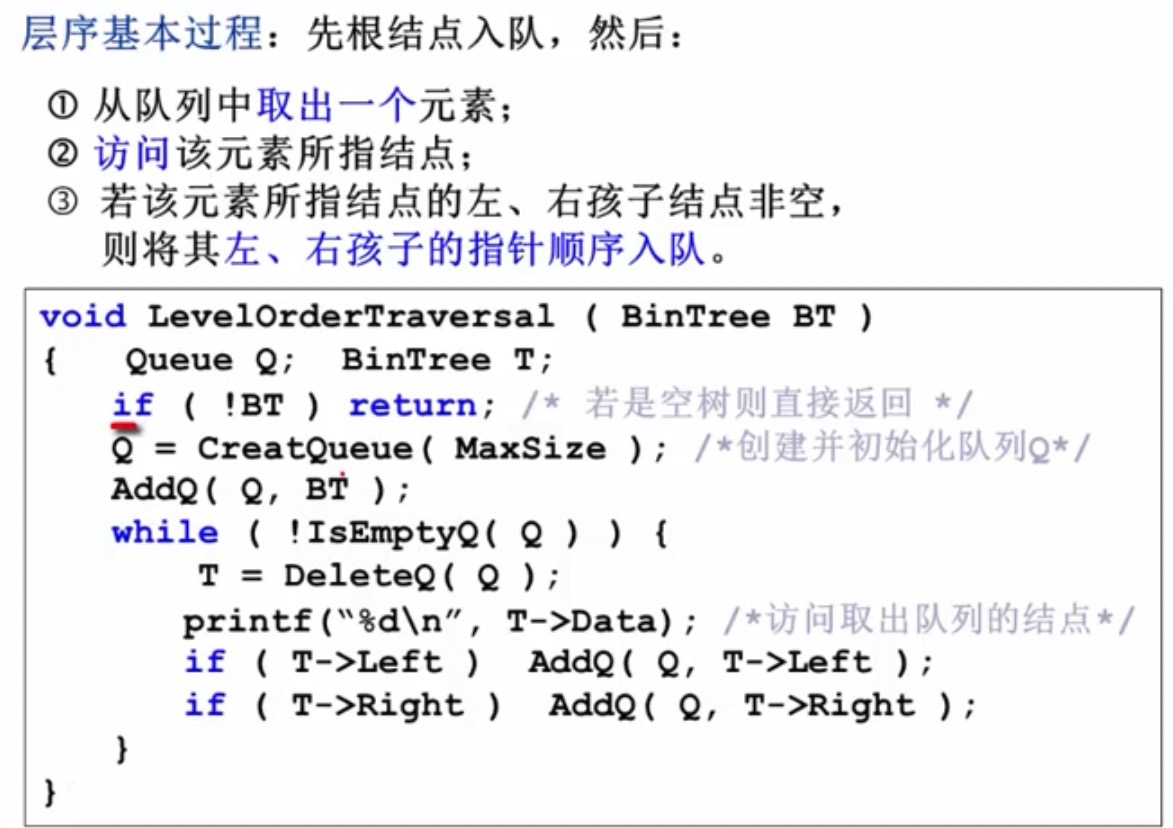 层序基本过程：先根结点入队，然后：
① 从队列中取出一个元素；
② 访问该元素所指结点；
③ 若该元素所指结点的左、右孩子结点非空，
则将其左、右孩子的指针顺序入队。
void LevelOrderTraversal ( BinTree BT )
{ Queue Q; BinTree T;
if ( !BT ) return; /* 若是空树则直接返回 */
Q = CreatQueue( MaxSize ); /*创建并初始化队列Q*/
AddQ( Q, BT );
while ( !IsEmptyQ( Q ) ) {
T = DeleteQ( Q );
printf(“%d\n”, T->Data); /*访问取出队列的结点*/
if ( T->Left ) AddQ( Q, T->Left );
if ( T->Right ) AddQ( Q, T->Right );
}
}